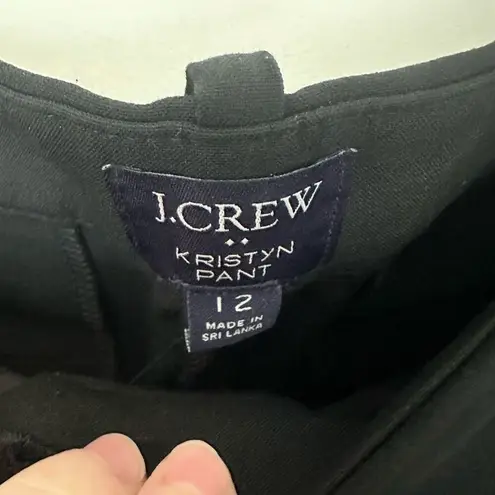 J.CREW
KRISTYN
PANT
12
MADE IN
SRI LANKA